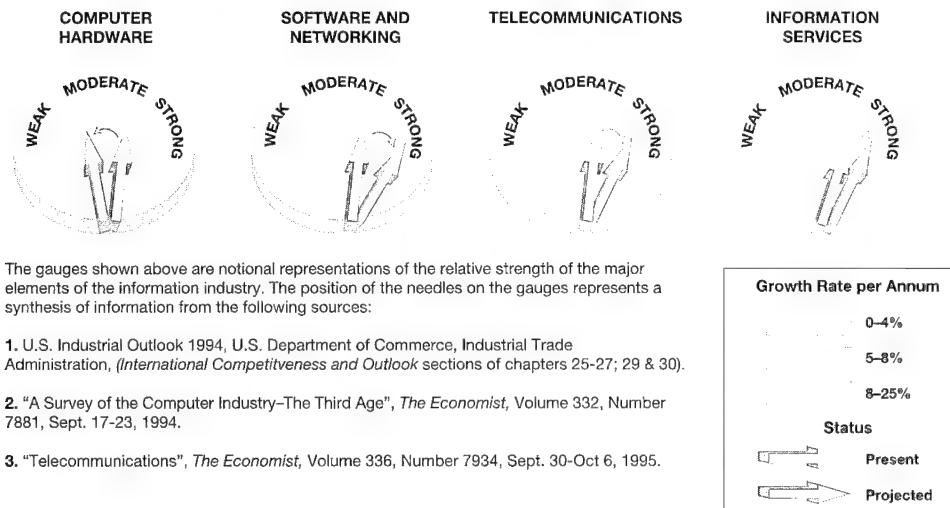 COMPUTER
HARDWARE
SOFTWARE AND
NETWORKING
TELECOMMUNICATIONS
INFORMATION
SERVICES
WEAK MODERATE STRONG
WEAK MODERATE STRONG
WEAK MODERATE STRONG
WEAK MODERATE STRONG
The gauges shown above are notional representations of the relative strength of the major
elements of the information industry. The position of the needles on the gauges represents a
synthesis of information from the following sources:
1. U.S. Industrial Outlook 1994, U.S. Department of Commerce, Industrial Trade
Administration, (International Competitveness and Outlook sections of chapters 25-27; 29 & 30).
2. "A Survey of the Computer Industry–The Third Age", The Economist, Volume 332, Number
7881, Sept. 17-23, 1994.
3. "Telecommunications", The Economist, Volume 336, Number 7934, Sept. 30-Oct 6, 1995.
Growth Rate per Annum
0–4%
5–8%
8–25%
Status
Present
Projected